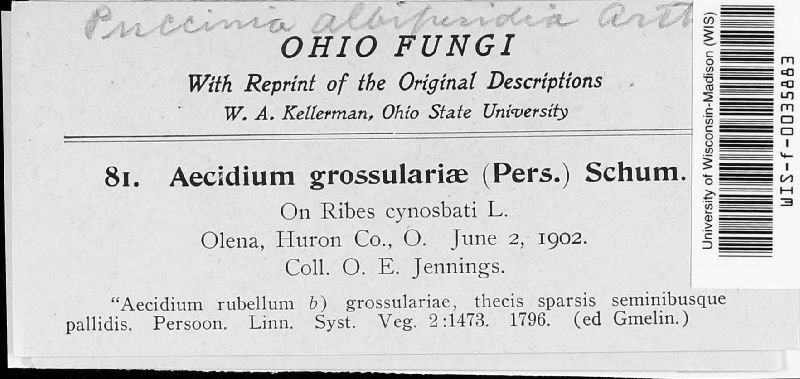 Puccinia albiperidia Arth
OHIO FUNGI
With Reprint of the Original Descriptions
W. A. Kellerman, Ohio State University
81. Aecidium grossulariæ (Pers.) Schum.
On Ribes cynosbati L.
Olena, Huron Co., O. June 2, 1902.
Coll. O. E. Jennings.
"Aecidium rubellum b) grossulariae, thecis sparsis seminibusque
pallidis. Persoon. Linn. Syst. Veg. 2:1473. 1796. (ed Gmelin.)
University of Wisconsin-Madison (WIS)
WIS-f-0035883